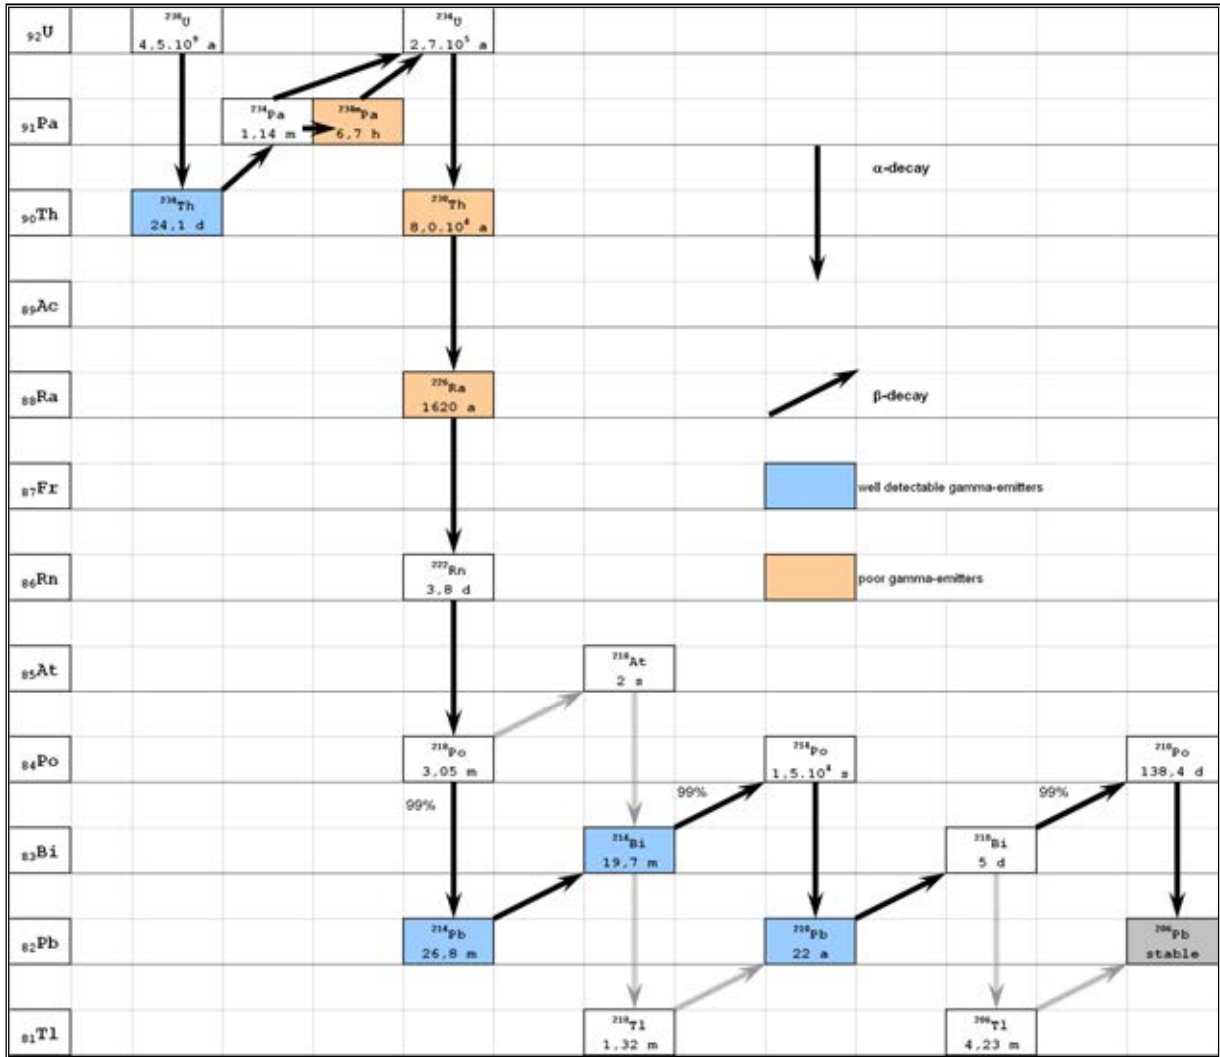 ₉₂U
²³⁸U
4,5.10⁹ a
²³⁴U
2,7.10⁵ a
₉₁Pa
²³⁴Pa
1,14 m
²³⁴ᵐPa
6,7 h
α-decay
₉₀Th
²³⁴Th
24,1 d
²³⁰Th
8,0.10⁴ a
₈₉Ac
₈₈Ra
²²⁶Ra
1620 a
β-decay
₈₇Fr
well detectable gamma-emitters
₈₆Rn
²²²Rn
3,8 d
poor gamma-emitters
₈₅At
²¹⁸At
2 s
₈₄Po
²¹⁸Po
3,05 m
²¹⁴Po
1,5.10⁴ s
²¹⁰Po
138,4 d
99%
99%
99%
₈₃Bi
²¹⁴Bi
19,7 m
²¹⁰Bi
5 d
₈₂Pb
²¹⁴Pb
26,8 m
²¹⁰Pb
22 a
²⁰⁶Pb
stable
₈₁Tl
²¹⁰Tl
1,32 m
²⁰⁶Tl
4,23 m